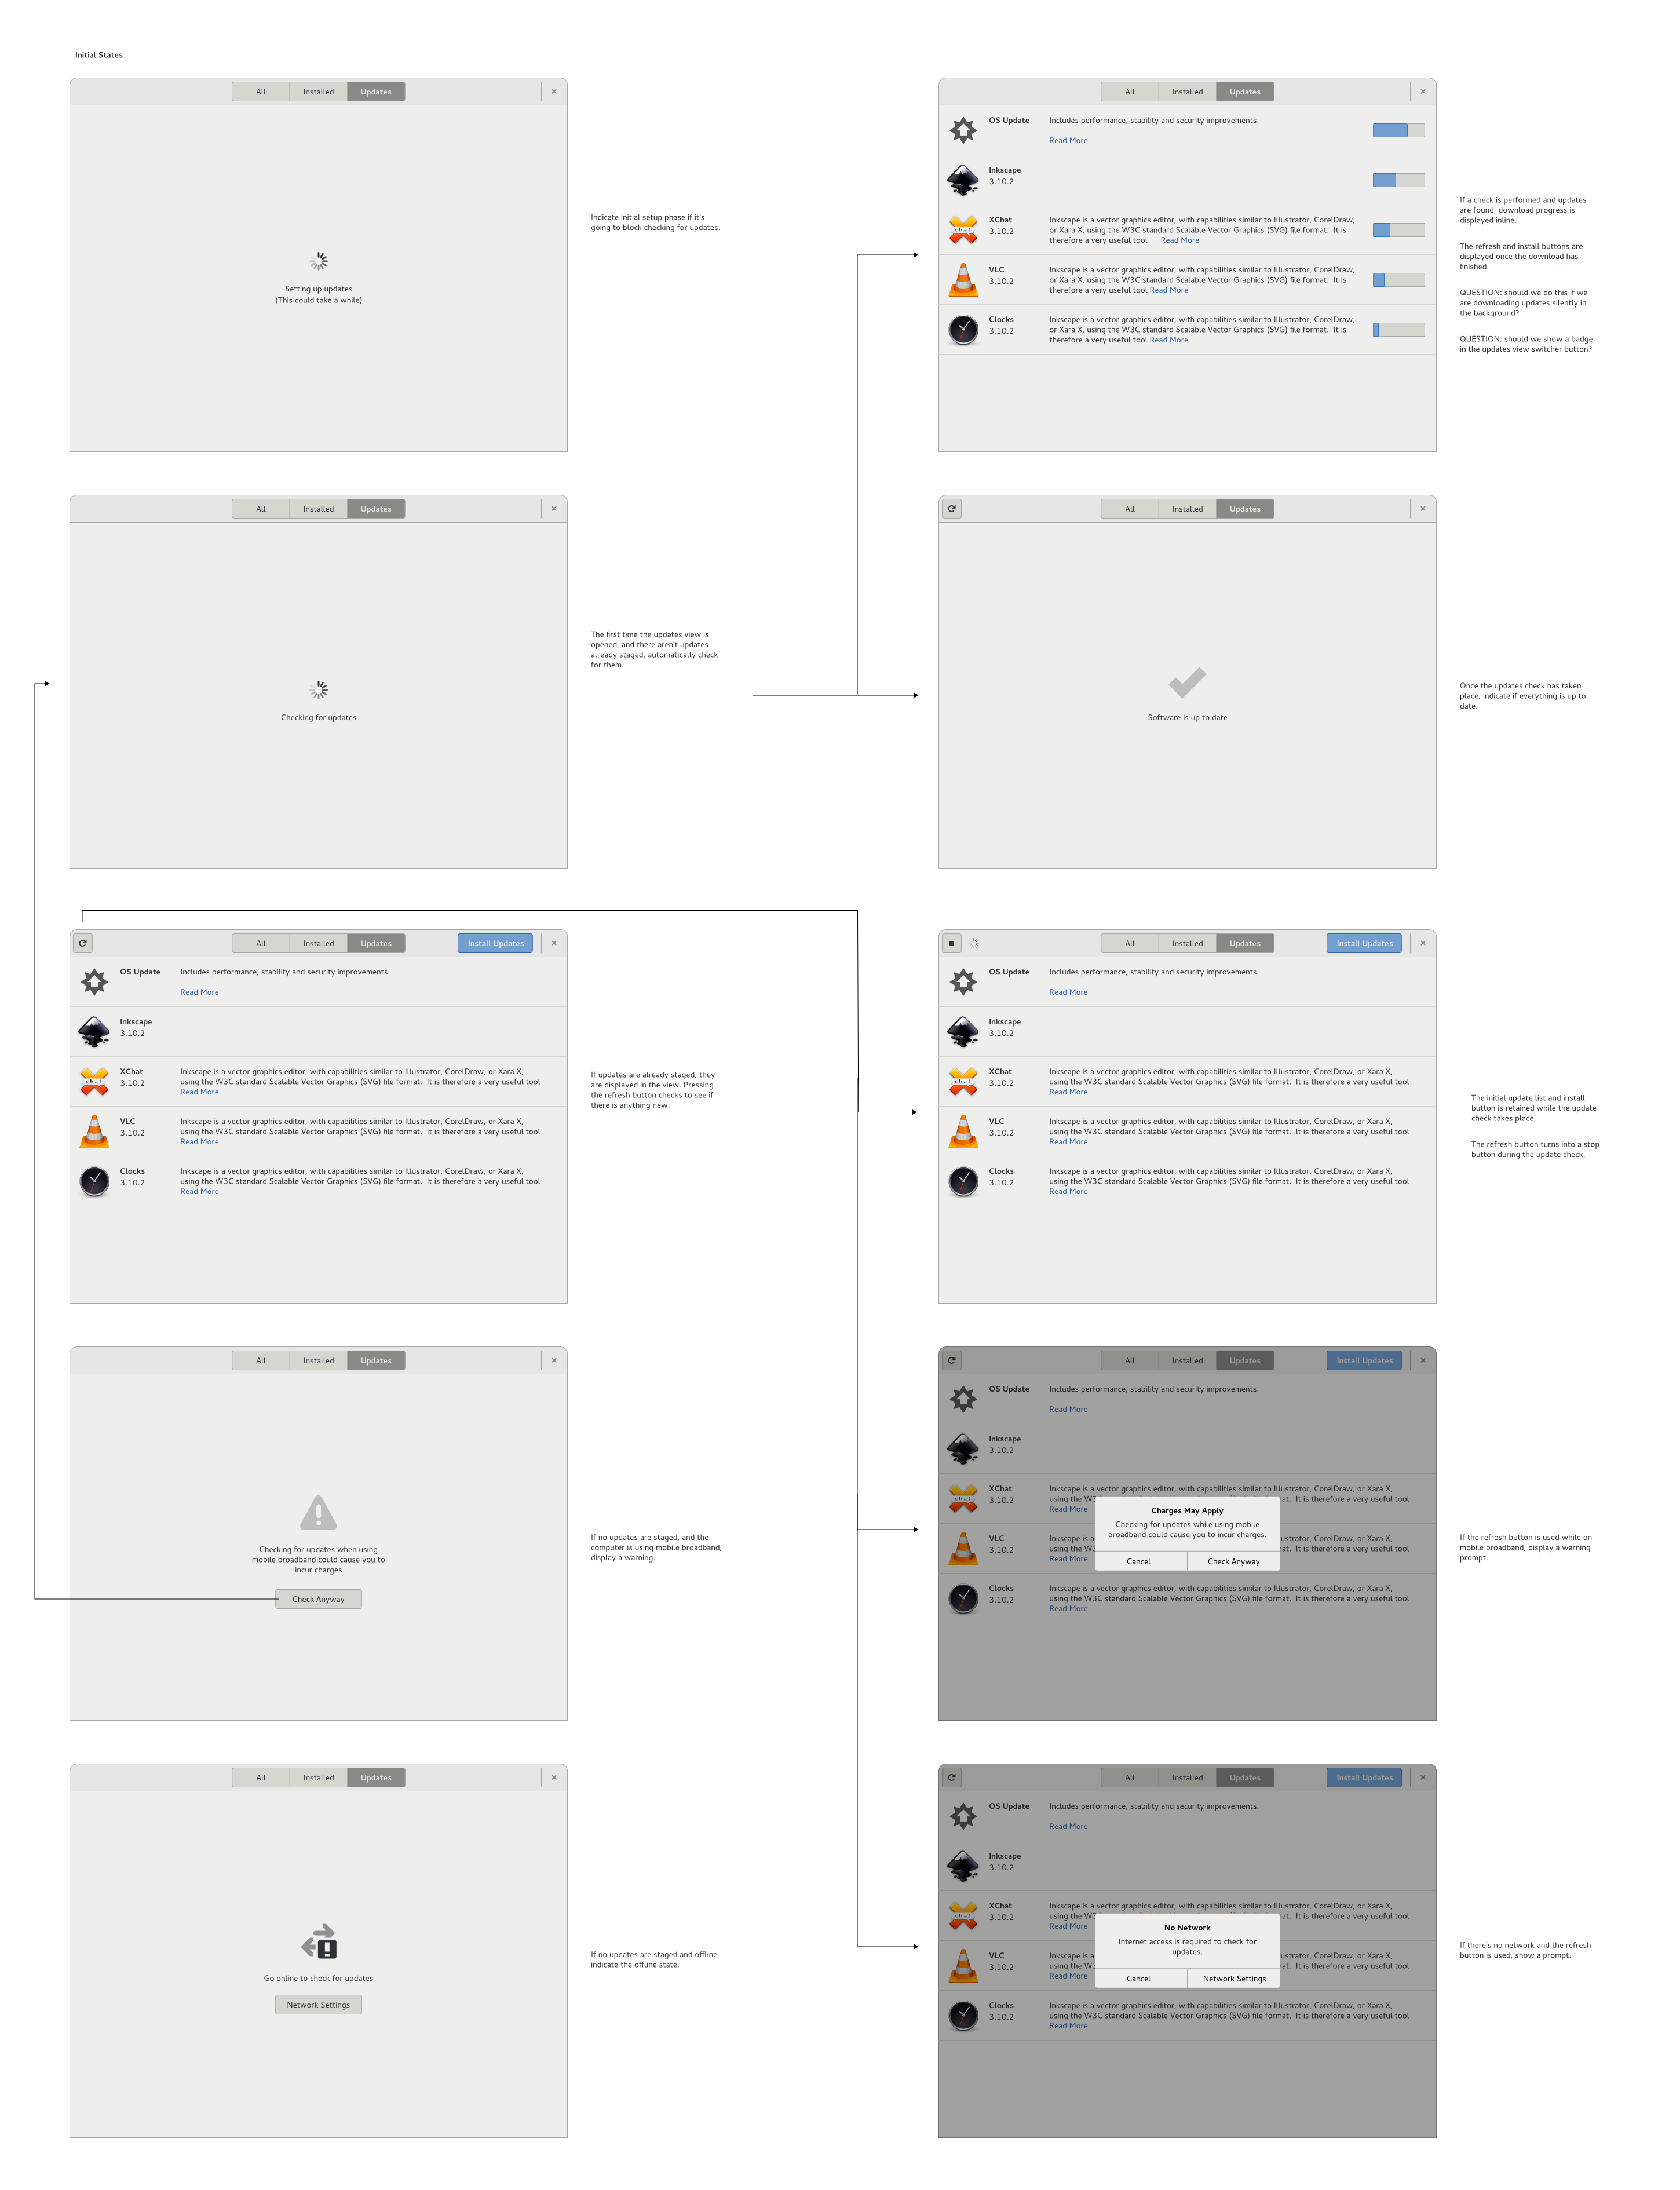 Initial States
All Installed Updates ×
Setting up updates
(This could take a while)
Indicate initial setup phase if it's
going to block checking for updates.
All Installed Updates ×
OS Update
Includes performance, stability and security improvements.
Read More
Inkscape
3.10.2
XChat
3.10.2
Inkscape is a vector graphics editor, with capabilities similar to Illustrator, CorelDraw,
or Xara X, using the W3C standard Scalable Vector Graphics (SVG) file format. It is
therefore a very useful tool Read More
VLC
3.10.2
Inkscape is a vector graphics editor, with capabilities similar to Illustrator, CorelDraw,
or Xara X, using the W3C standard Scalable Vector Graphics (SVG) file format. It is
therefore a very useful tool Read More
Clocks
3.10.2
Inkscape is a vector graphics editor, with capabilities similar to Illustrator, CorelDraw,
or Xara X, using the W3C standard Scalable Vector Graphics (SVG) file format. It is
therefore a very useful tool Read More
If a check is performed and updates
are found, download progress is
displayed inline.
The refresh and install buttons are
displayed once the download has
finished.
QUESTION: should we do this if we
are downloading updates silently in
the background?
QUESTION: should we show a badge
in the updates view switcher button?
All Installed Updates ×
Checking for updates
The first time the updates view is
opened, and there aren't updates
already staged, automatically check
for them.
All Installed Updates ×
Software is up to date
Once the updates check has taken
place, indicate if everything is up to
date.
All Installed Updates Install Updates ×
OS Update
Includes performance, stability and security improvements.
Read More
Inkscape
3.10.2
XChat
3.10.2
Inkscape is a vector graphics editor, with capabilities similar to Illustrator, CorelDraw, or Xara X,
using the W3C standard Scalable Vector Graphics (SVG) file format. It is therefore a very useful tool
Read More
VLC
3.10.2
Inkscape is a vector graphics editor, with capabilities similar to Illustrator, CorelDraw, or Xara X,
using the W3C standard Scalable Vector Graphics (SVG) file format. It is therefore a very useful tool
Read More
Clocks
3.10.2
Inkscape is a vector graphics editor, with capabilities similar to Illustrator, CorelDraw, or Xara X,
using the W3C standard Scalable Vector Graphics (SVG) file format. It is therefore a very useful tool
Read More
If updates are already staged, they
are displayed in the view. Pressing
the refresh button checks to see if
there is anything new.
All Installed Updates Install Updates ×
OS Update
Includes performance, stability and security improvements.
Read More
Inkscape
3.10.2
XChat
3.10.2
Inkscape is a vector graphics editor, with capabilities similar to Illustrator, CorelDraw, or Xara X,
using the W3C standard Scalable Vector Graphics (SVG) file format. It is therefore a very useful tool
Read More
VLC
3.10.2
Inkscape is a vector graphics editor, with capabilities similar to Illustrator, CorelDraw, or Xara X,
using the W3C standard Scalable Vector Graphics (SVG) file format. It is therefore a very useful tool
Read More
Clocks
3.10.2
Inkscape is a vector graphics editor, with capabilities similar to Illustrator, CorelDraw, or Xara X,
using the W3C standard Scalable Vector Graphics (SVG) file format. It is therefore a very useful tool
Read More
The initial update list and install
button is retained while the update
check takes place.
The refresh button turns into a stop
button during the update check.
All Installed Updates ×
Checking for updates when using
mobile broadband could cause you to
incur charges
Check Anyway
If no updates are staged, and the
computer is using mobile broadband,
display a warning.
All Installed Updates Install Updates ×
OS Update
Includes performance, stability and security improvements.
Read More
Inkscape
3.10.2
XChat
3.10.2
Inkscape is a vector graphics editor, with capabilities similar to Illustrator, CorelDraw, or Xara X,
using the W3 at. It is therefore a very useful tool
Read More
Charges May Apply
Checking for updates while using mobile
broadband could cause you to incur charges.
Cancel Check Anyway
VLC
3.10.2
Inkscape is a ustrator, CorelDraw, or Xara X,
using the W3 at. It is therefore a very useful tool
Read More
Clocks
3.10.2
Inkscape is a vector graphics editor, with capabilities similar to Illustrator, CorelDraw, or Xara X,
using the W3C standard Scalable Vector Graphics (SVG) file format. It is therefore a very useful tool
Read More
If the refresh button is used while on
mobile broadband, display a warning
prompt.
All Installed Updates ×
Go online to check for updates
Network Settings
If no updates are staged and offline,
indicate the offline state.
All Installed Updates Install Updates ×
OS Update
Includes performance, stability and security improvements.
Read More
Inkscape
3.10.2
XChat
3.10.2
Inkscape is a vector graphics editor, with capabilities similar to Illustrator, CorelDraw, or Xara X,
using the W3 at. It is therefore a very useful tool
Read More
No Network
Internet access is required to check for
updates.
Cancel Network Settings
VLC
3.10.2
Inkscape is a ustrator, CorelDraw, or Xara X,
using the W3 at. It is therefore a very useful tool
Read More
Clocks
3.10.2
Inkscape is a vector graphics editor, with capabilities similar to Illustrator, CorelDraw, or Xara X,
using the W3C standard Scalable Vector Graphics (SVG) file format. It is therefore a very useful tool
Read More
If there's no network and the refresh
button is used, show a prompt.